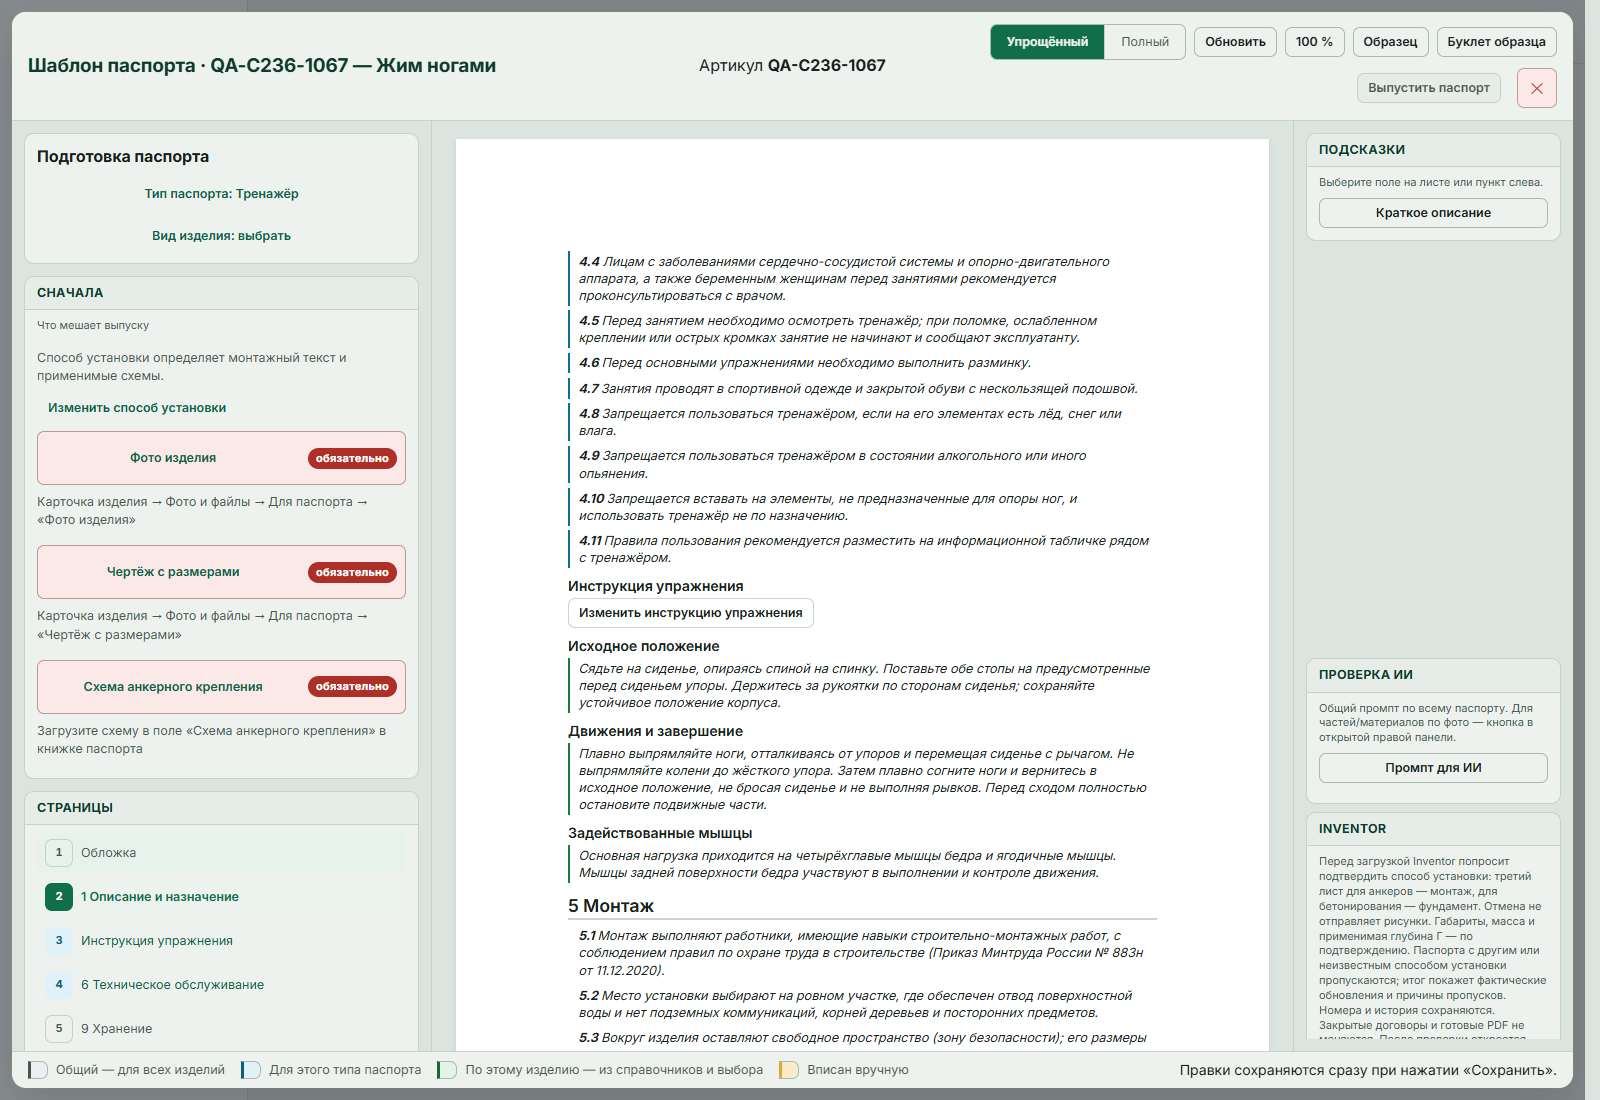 Шаблон паспорта · QA-C236-1067 — Жим ногами
Артикул QA-C236-1067
Упрощённый
Полный
Обновить
100 %
Образец
Буклет образца
Выпустить паспорт
Подготовка паспорта
Тип паспорта: Тренажёр
Вид изделия: выбрать
СНАЧАЛА
Что мешает выпуску
Способ установки определяет монтажный текст и
применимые схемы.
Изменить способ установки
Фото изделия
обязательно
Карточка изделия → Фото и файлы → Для паспорта →
«Фото изделия»
Чертёж с размерами
обязательно
Карточка изделия → Фото и файлы → Для паспорта →
«Чертёж с размерами»
Схема анкерного крепления
обязательно
Загрузите схему в поле «Схема анкерного крепления» в
книжке паспорта
СТРАНИЦЫ
1 Обложка
2 1 Описание и назначение
3 Инструкция упражнения
4 6 Техническое обслуживание
5 9 Хранение
4.4 Лицам с заболеваниями сердечно-сосудистой системы и опорно-двигательного
аппарата, а также беременным женщинам перед занятиями рекомендуется
проконсультироваться с врачом.
4.5 Перед занятием необходимо осмотреть тренажёр; при поломке, ослабленном
креплении или острых кромках занятие не начинают и сообщают эксплуатанту.
4.6 Перед основными упражнениями необходимо выполнить разминку.
4.7 Занятия проводят в спортивной одежде и закрытой обуви с нескользящей подошвой.
4.8 Запрещается пользоваться тренажёром, если на его элементах есть лёд, снег или
влага.
4.9 Запрещается пользоваться тренажёром в состоянии алкогольного или иного
опьянения.
4.10 Запрещается вставать на элементы, не предназначенные для опоры ног, и
использовать тренажёр не по назначению.
4.11 Правила пользования рекомендуется разместить на информационной табличке рядом
с тренажёром.
Инструкция упражнения
Изменить инструкцию упражнения
Исходное положение
Сядьте на сиденье, опираясь спиной на спинку. Поставьте обе стопы на предусмотренные
перед сиденьем упоры. Держитесь за рукоятки по сторонам сиденья; сохраняйте
устойчивое положение корпуса.
Движения и завершение
Плавно выпрямляйте ноги, отталкиваясь от упоров и перемещая сиденье с рычагом. Не
выпрямляйте колени до жёсткого упора. Затем плавно согните ноги и вернитесь в
исходное положение, не бросая сиденье и не выполняя рывков. Перед сходом полностью
остановите подвижные части.
Задействованные мышцы
Основная нагрузка приходится на четырёхглавые мышцы бедра и ягодичные мышцы.
Мышцы задней поверхности бедра участвуют в выполнении и контроле движения.
5 Монтаж
5.1 Монтаж выполняют работники, имеющие навыки строительно-монтажных работ, с
соблюдением правил по охране труда в строительстве (Приказ Минтруда России № 883н
от 11.12.2020).
5.2 Место установки выбирают на ровном участке, где обеспечен отвод поверхностной
воды и нет подземных коммуникаций, корней деревьев и посторонних предметов.
5.3 Вокруг изделия оставляют свободное пространство (зону безопасности); его размеры
ПОДСКАЗКИ
Выберите поле на листе или пункт слева.
Краткое описание
ПРОВЕРКА ИИ
Общий промпт по всему паспорту. Для
частей/материалов по фото — кнопка в
открытой правой панели.
Промпт для ИИ
INVENTOR
Перед загрузкой Inventor попросит
подтвердить способ установки: третий
лист для анкеров — монтаж, для
бетонирования — фундамент. Отмена не
отправляет рисунки. Габариты, масса и
применимая глубина Г — по
подтверждению. Паспорта с другим или
неизвестным способом установки
пропускаются; итог покажет фактические
обновления и причины пропусков.
Номера и история сохраняются.
Закрытые договоры и готовые PDF не
Общий — для всех изделий
Для этого типа паспорта
По этому изделию — из справочников и выбора
Вписан вручную
Правки сохраняются сразу при нажатии «Сохранить».